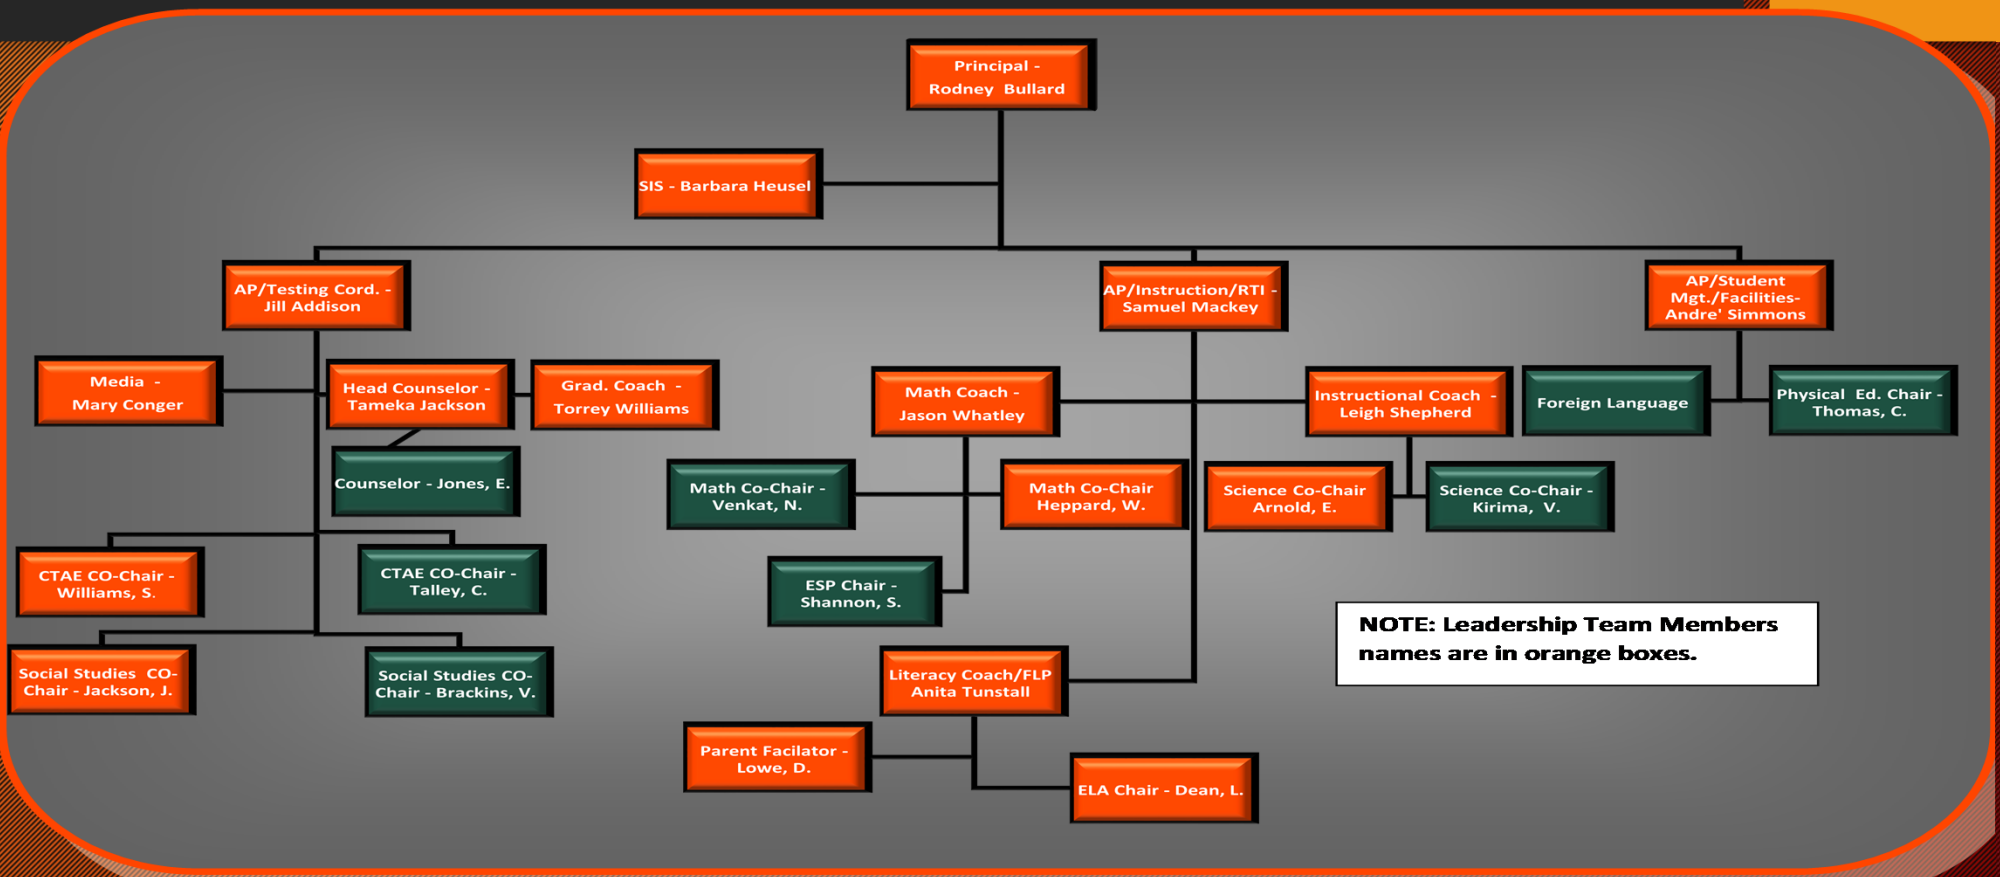 Principal -
Rodney Bullard
SIS - Barbara Heusel
AP/Testing Cord. -
Jill Addison
AP/Instruction/RTI -
Samuel Mackey
AP/Student
Mgt./Facilities-
Andre' Simmons
Media -
Mary Conger
Head Counselor -
Tameka Jackson
Grad. Coach -
Torrey Williams
Math Coach -
Jason Whatley
Instructional Coach -
Leigh Shepherd
Foreign Language
Physical Ed. Chair -
Thomas, C.
Counselor - Jones, E.
Math Co-Chair -
Venkat, N.
Math Co-Chair
Heppard, W.
Science Co-Chair
Arnold, E.
Science Co-Chair -
Kirima, V.
CTAE CO-Chair -
Williams, S.
CTAE CO-Chair -
Talley, C.
ESP Chair -
Shannon, S.
NOTE: Leadership Team Members
names are in orange boxes.
Social Studies CO-
Chair - Jackson, J.
Social Studies CO-
Chair - Brackins, V.
Literacy Coach/FLP
Anita Tunstall
Parent Facilator -
Lowe, D.
ELA Chair - Dean, L.